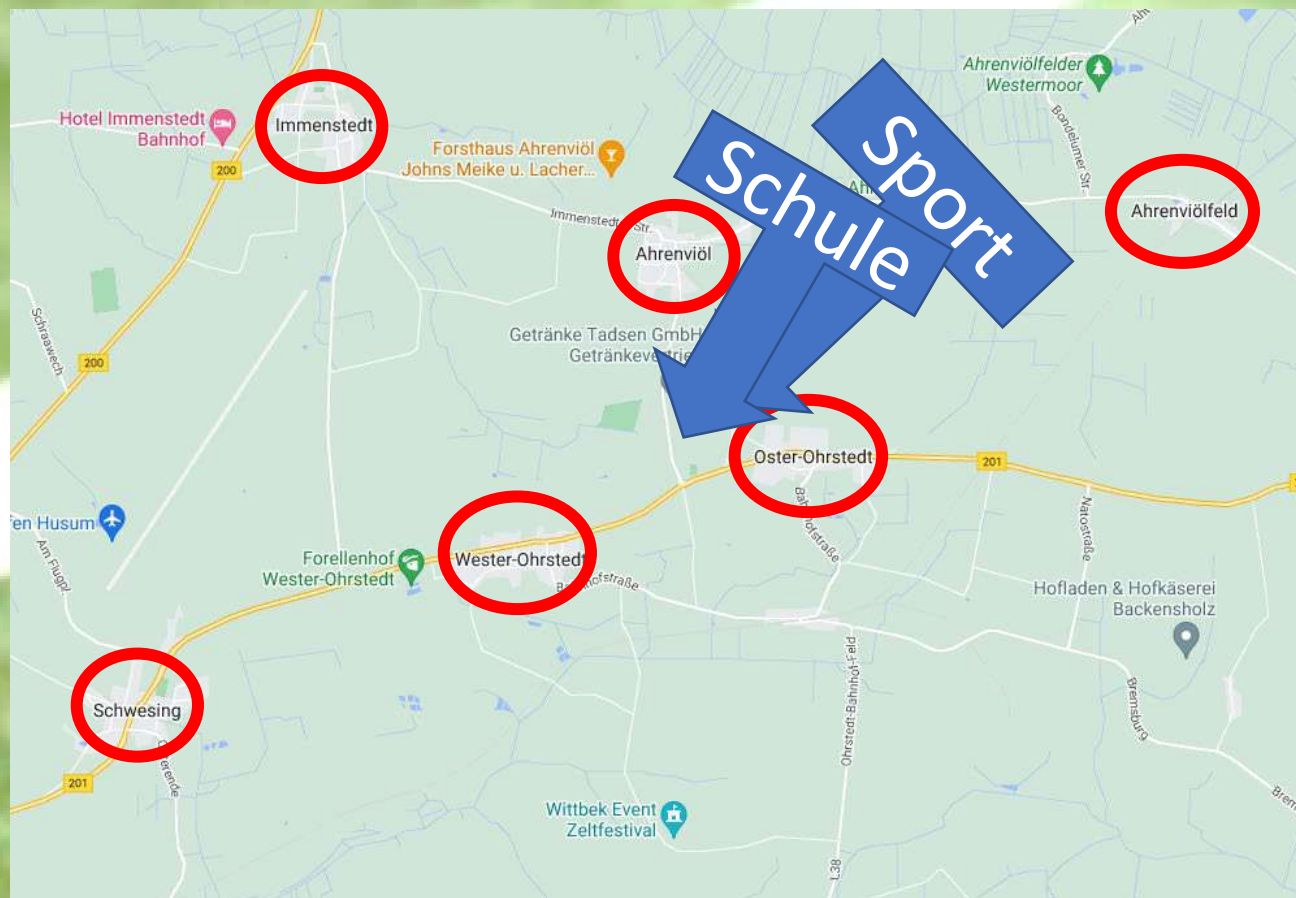 Ahrenviölfelder
Westermoor
Hotel Immenstedt
Bahnhof
Immenstedt
200
Forsthaus Ahrenviöl
Johns Meike u. Lacher...
Sport
Schule
Bondelumer Str.
Ahrenviölfeld
Immenstedter Str.
Ahrenviöl
Schraawech
200
Getränke Tadsen GmbH
Oster-Ohrstedt
201
Bahnhofstraße
Natostraße
en Husum
Am Flugpl.
Forellenhof
Wester-Ohrstedt
Wester-Ohrstedt
Bahnhofstraße
Hofladen & Hofkäserei
Backensholz
Schwesing
201
Ohrstedt-Bahnhof-Feld
Bremsburg
Wittbek Event
Zeltfestival
L38